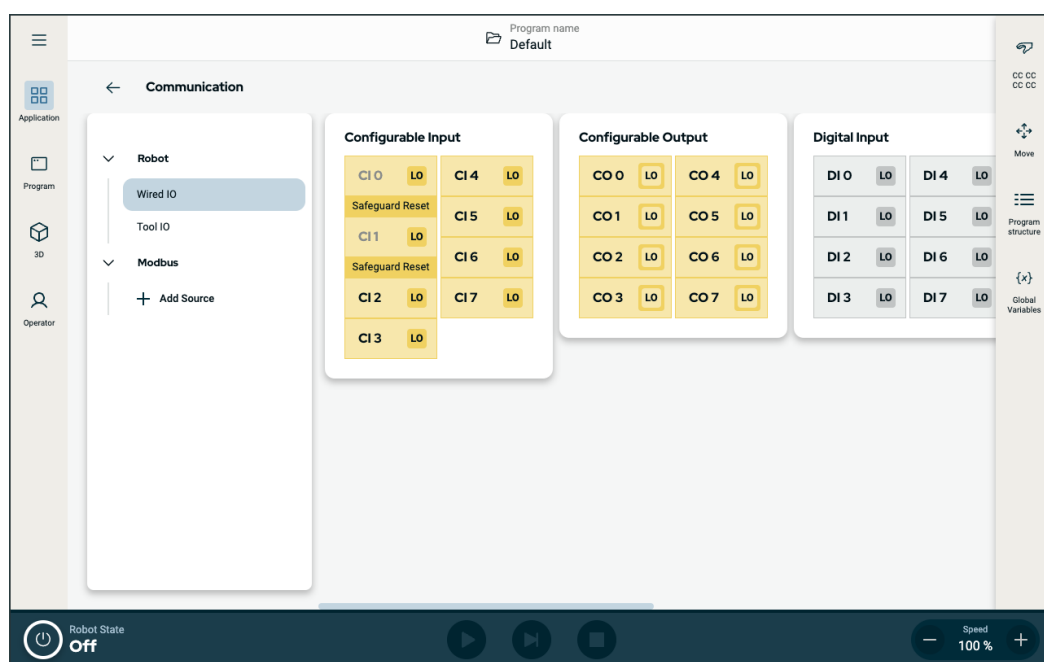 Program name
Default
Application
Program
3D
Operator
Communication
Robot
Wired IO
Tool IO
Modbus
Add Source
Configurable Input
CI 0 LO CI 4 LO
Safeguard Reset
CI 5 LO
CI 1 LO
Safeguard Reset
CI 6 LO
CI 2 LO CI 7 LO
CI 3 LO
Configurable Output
CO 0 LO CO 4 LO
CO 1 LO CO 5 LO
CO 2 LO CO 6 LO
CO 3 LO CO 7 LO
Digital Input
DI 0 LO DI 4 LO
DI 1 LO DI 5 LO
DI 2 LO DI 6 LO
DI 3 LO DI 7 LO
CC CC
CC CC
Move
Program
structure
{x}
Global
Variables
Robot State
Off
Speed
100 %